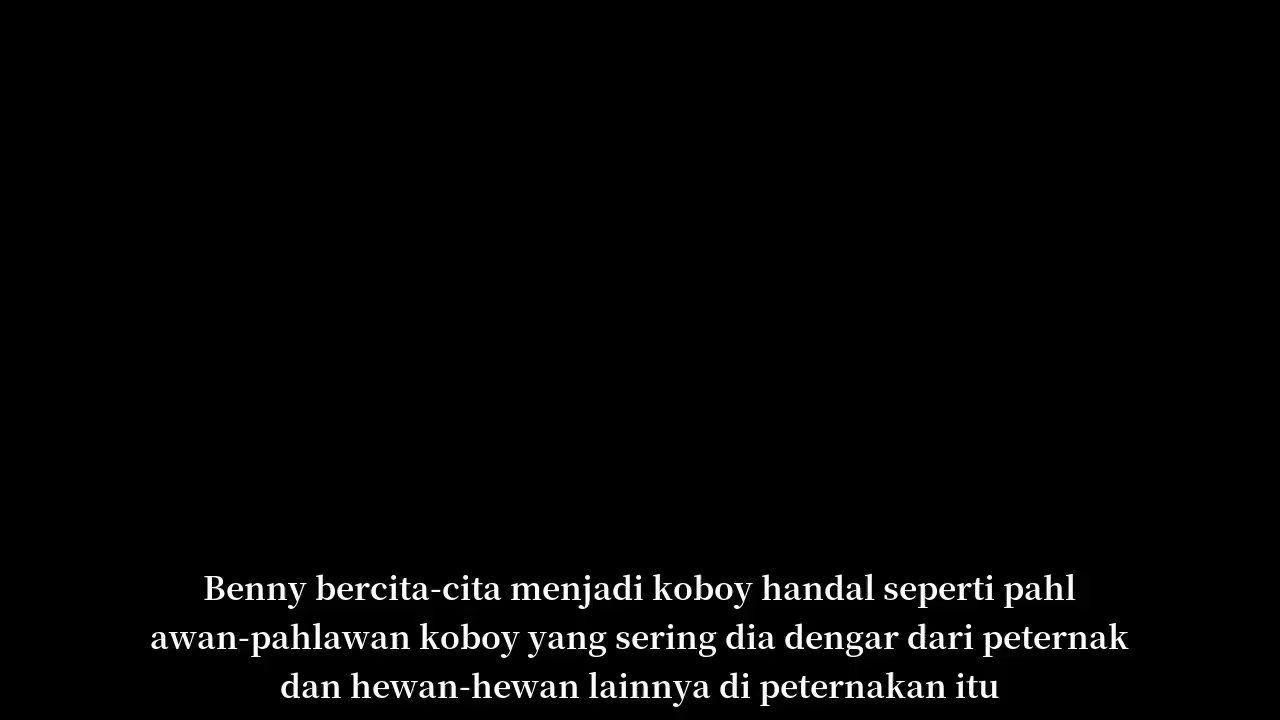 Benny bercita-cita menjadi koboy handal seperti pahl
awan-pahlawan koboy yang sering dia dengar dari peternak
dan hewan-hewan lainnya di peternakan itu